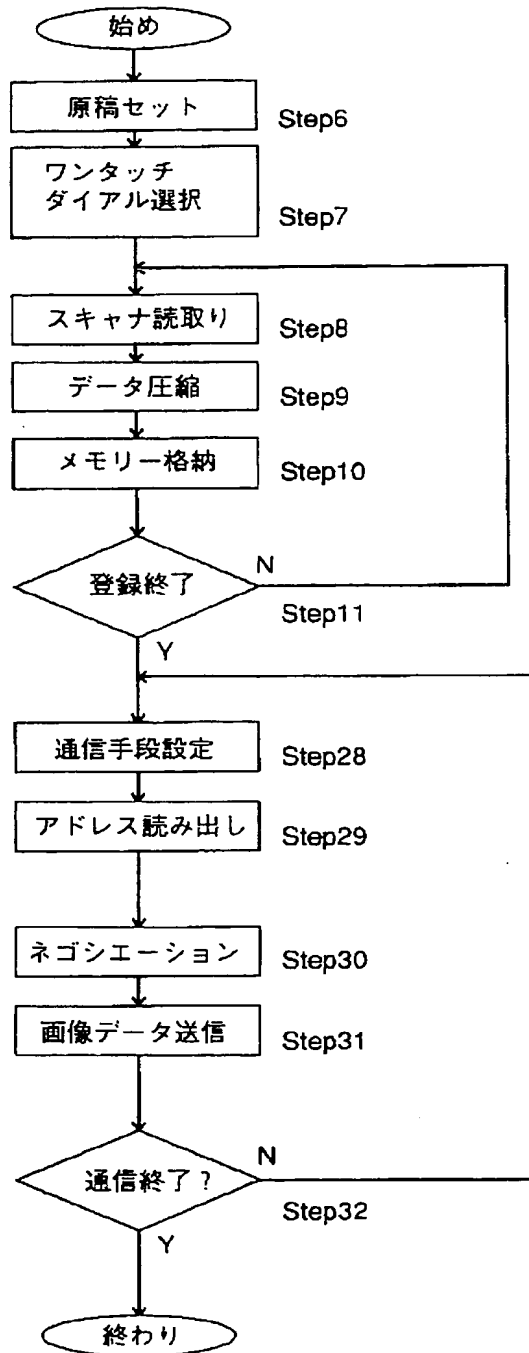 始め
原稿セット
Step6
ワンタッチ
ダイアル選択
Step7
スキャナ読取り
Step8
データ圧縮
Step9
メモリー格納
Step10
登録終了
N
Step11
Y
通信手段設定
Step28
アドレス読み出し
Step29
ネゴシエーション
Step30
画像データ送信
Step31
通信終了?
N
Step32
Y
終わり